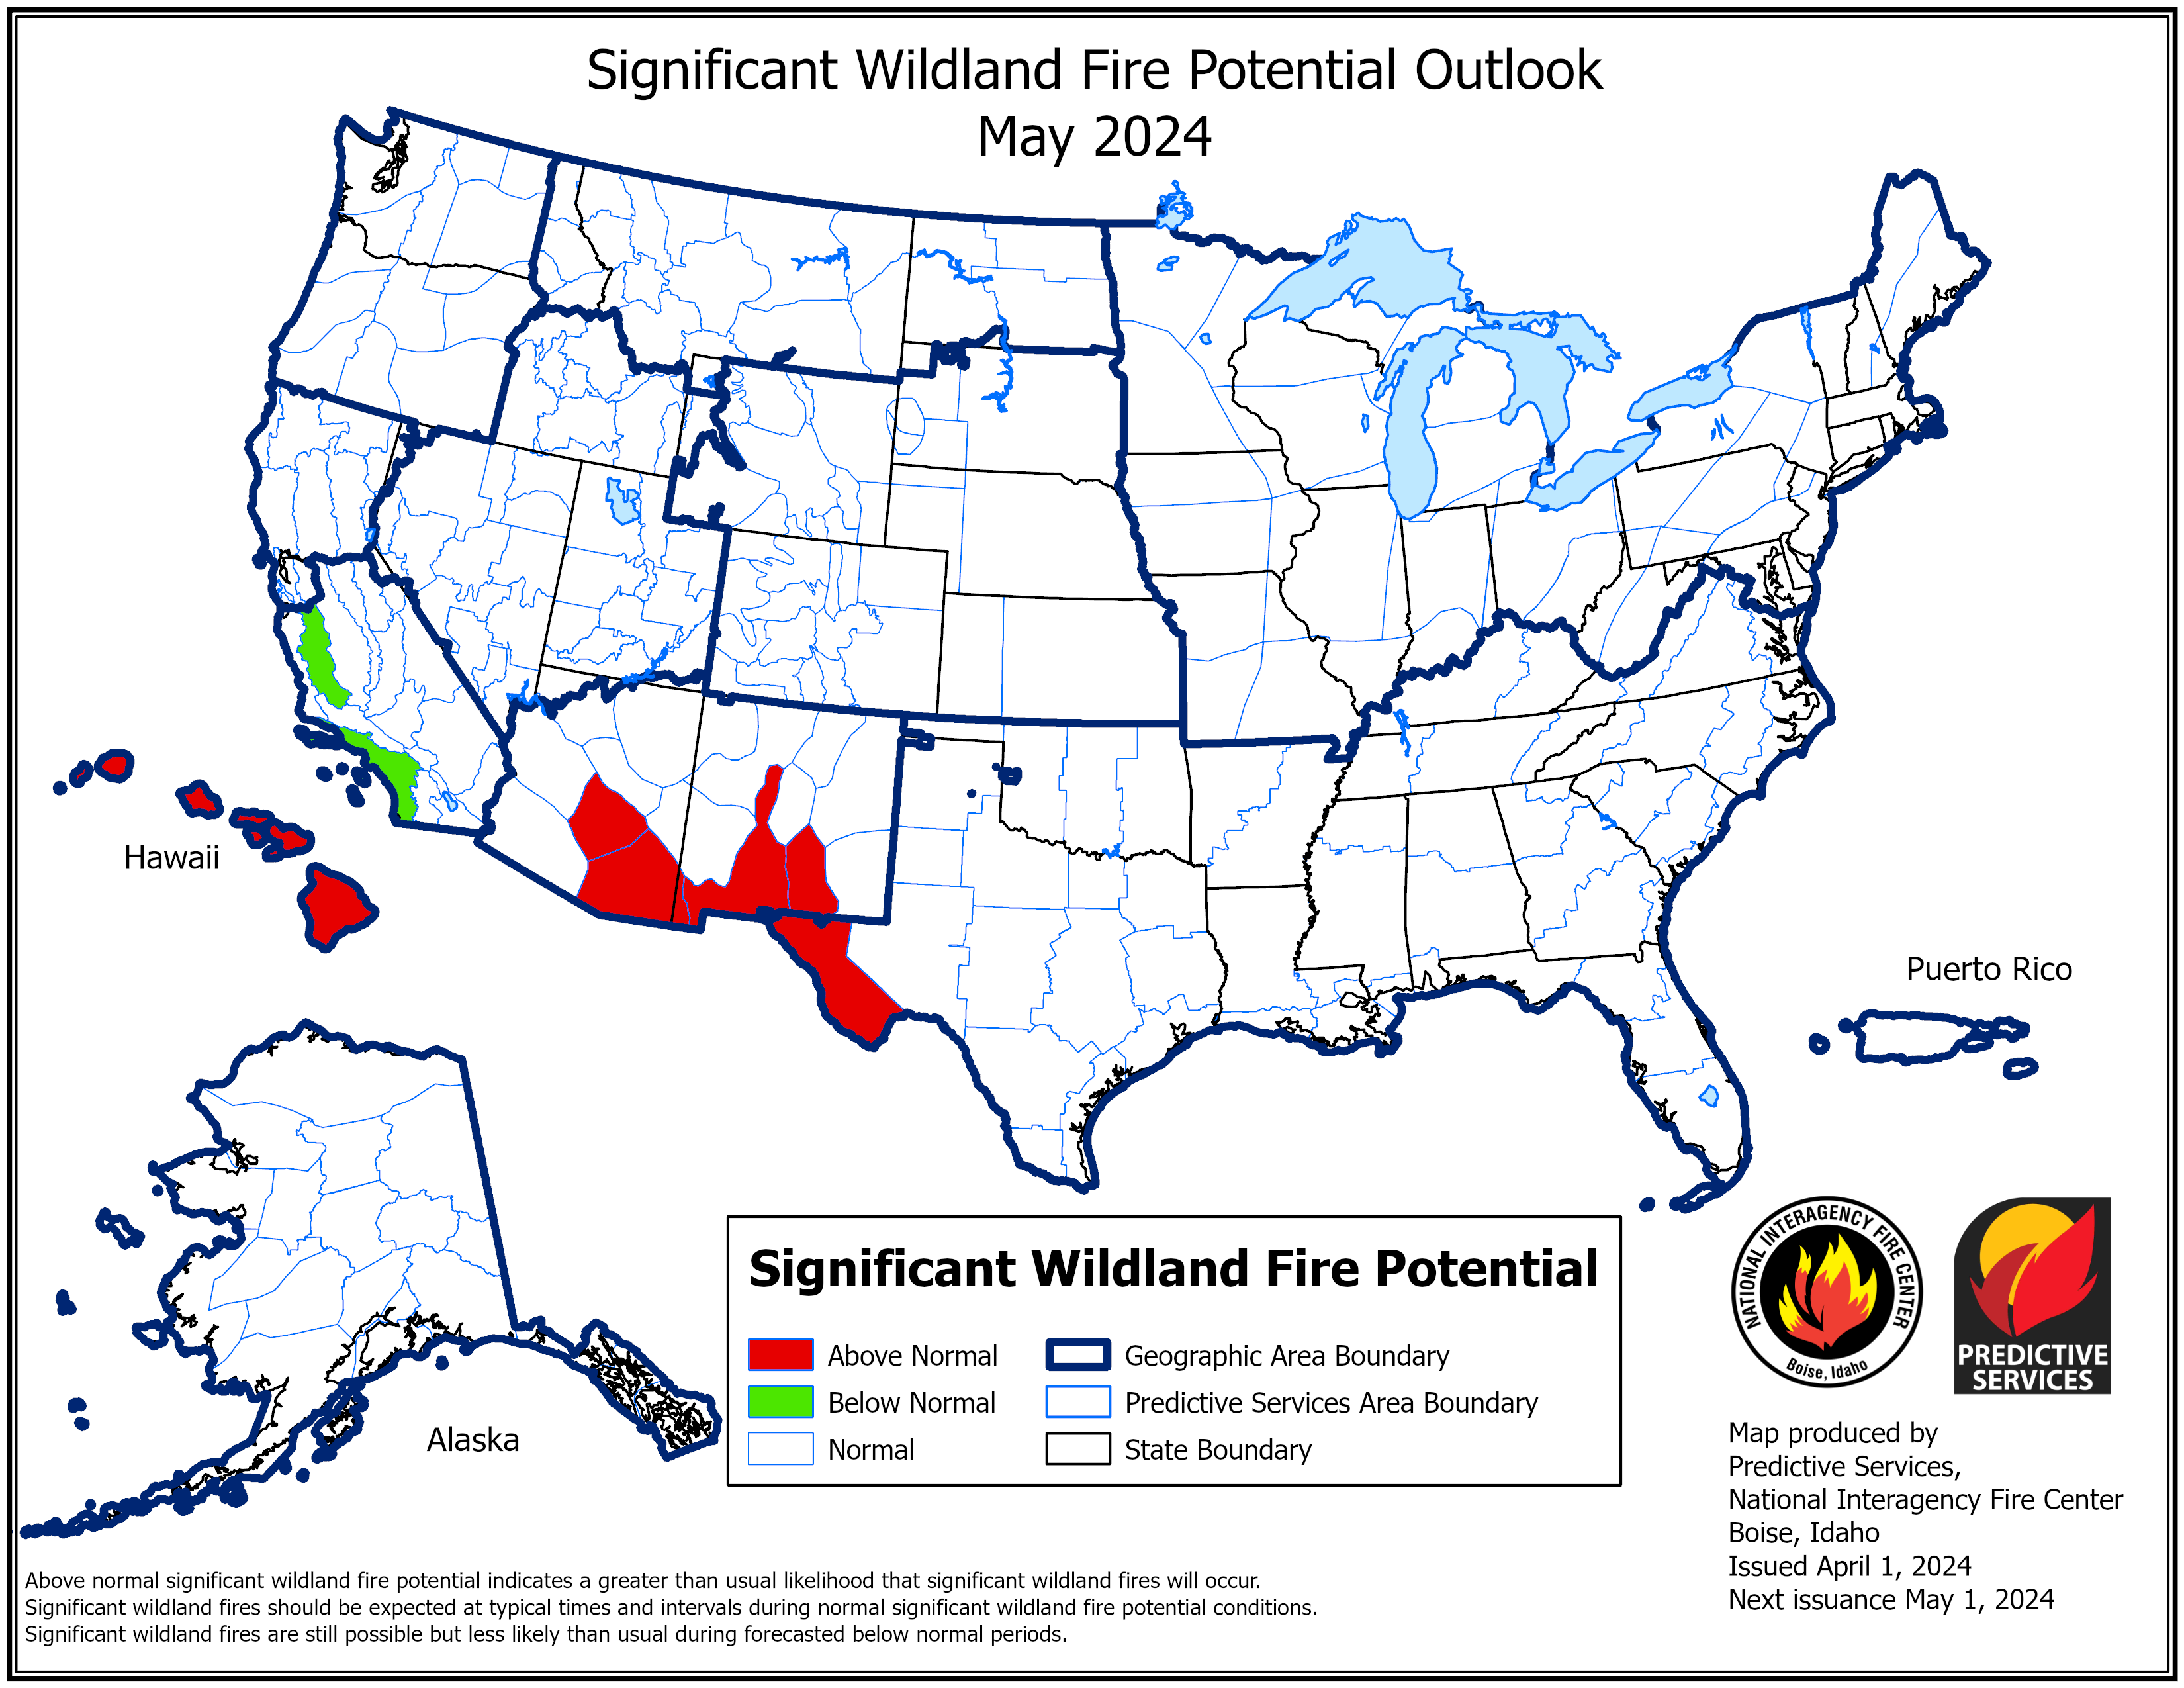 Significant Wildland Fire Potential Outlook
May 2024
Hawaii
Puerto Rico
Alaska
Significant Wildland Fire Potential
Above Normal
Below Normal
Normal
Geographic Area Boundary
Predictive Services Area Boundary
State Boundary
NATIONAL INTERAGENCY FIRE CENTER
Boise, Idaho
PREDICTIVE
SERVICES
Map produced by
Predictive Services,
National Interagency Fire Center
Boise, Idaho
Issued April 1, 2024
Next issuance May 1, 2024
Above normal significant wildland fire potential indicates a greater than usual likelihood that significant wildland fires will occur.
Significant wildland fires should be expected at typical times and intervals during normal significant wildland fire potential conditions.
Significant wildland fires are still possible but less likely than usual during forecasted below normal periods.